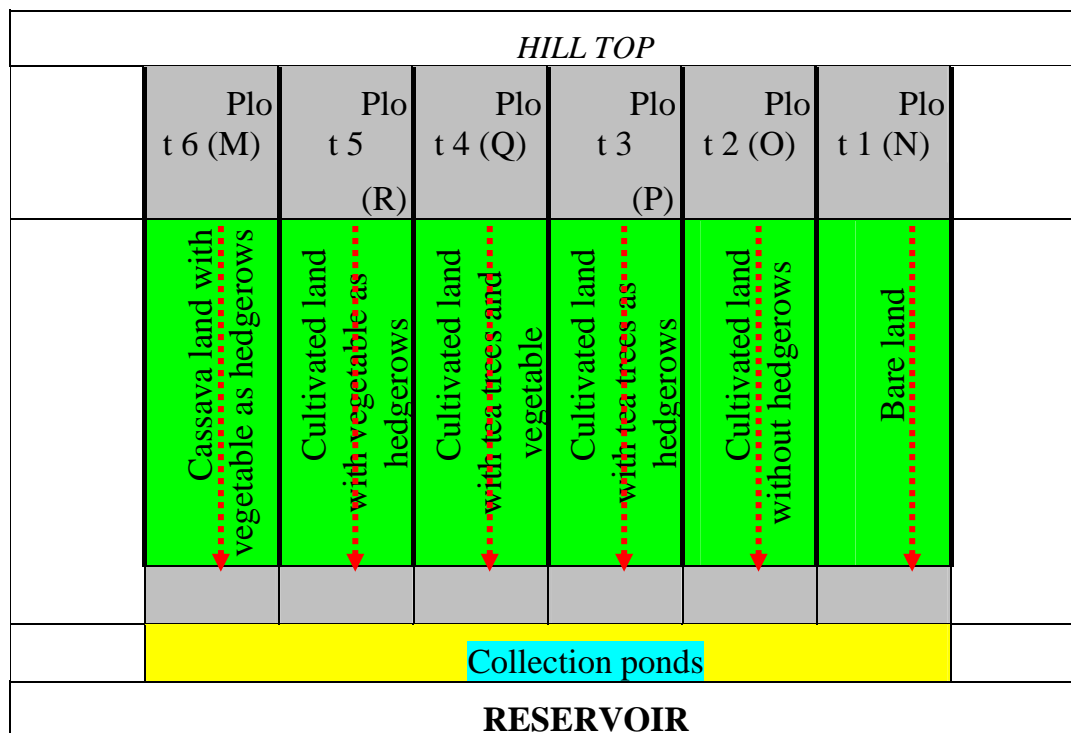 HILL TOP
Plo
t 6 (M)
Plo
t 5
(R)
Plo
t 4 (Q)
Plo
t 3
(P)
Plo
t 2 (O)
Plo
t 1 (N)
Cassava land with
vegetable as hedgerows
Cultivated land
with vegetable as
hedgerows
Cultivated land
with tea trees and
vegetable
Cultivated land
with tea trees as
hedgerows
Cultivated land
without hedgerows
Bare land
Collection ponds
RESERVOIR